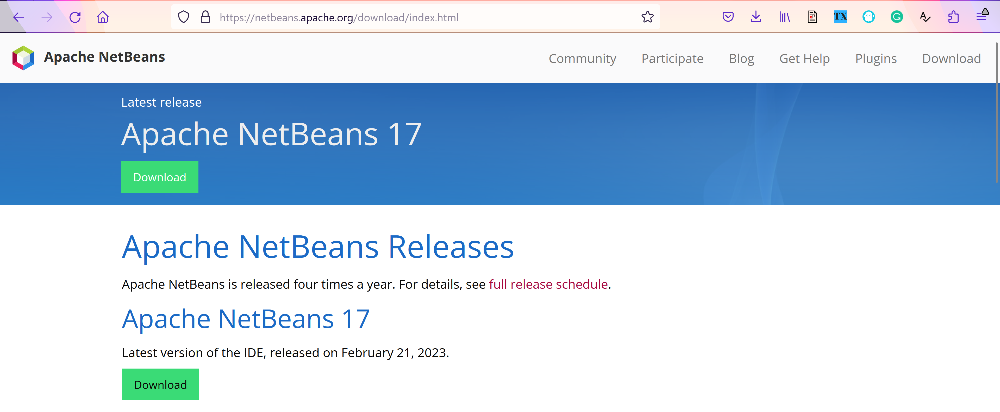 https://netbeans.apache.org/download/index.html
xP
TX
G
A
Apache NetBeans
Community Participate Blog Get Help Plugins Download
Latest release
Apache NetBeans 17
Download
Apache NetBeans Releases
Apache NetBeans is released four times a year. For details, see full release schedule.
Apache NetBeans 17
Latest version of the IDE, released on February 21, 2023.
Download